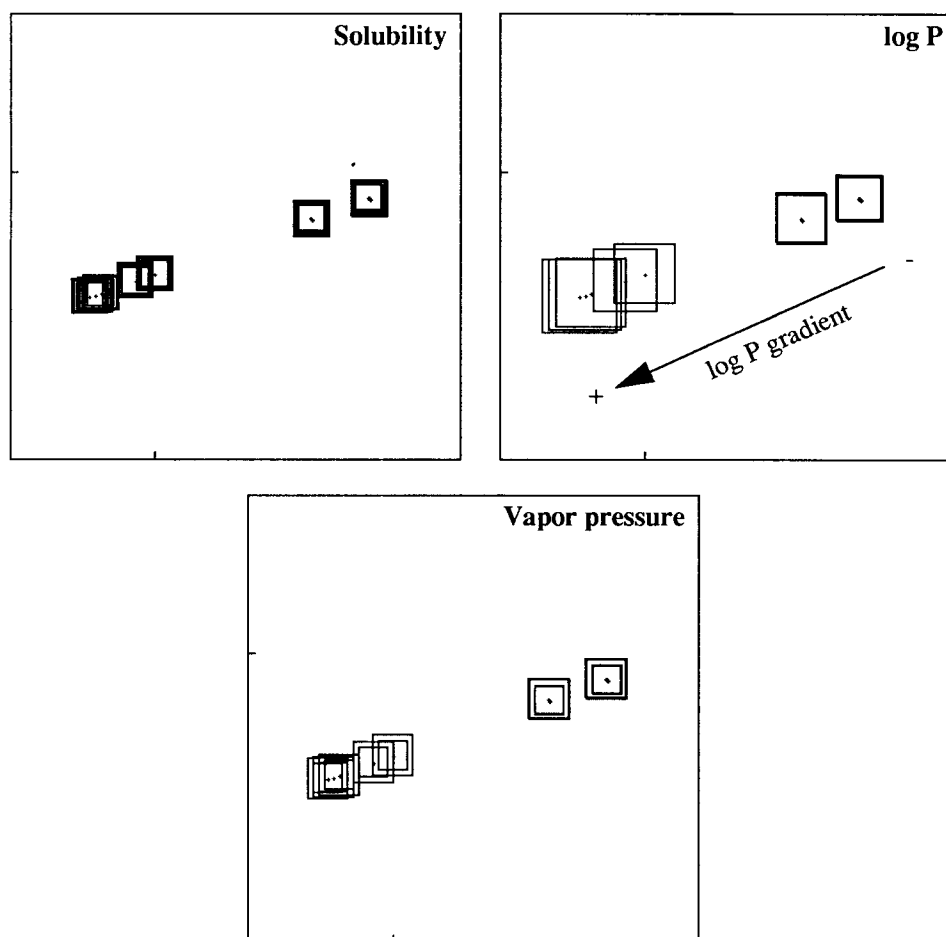 Solubility
log P
-
log P gradient
+
Vapor pressure